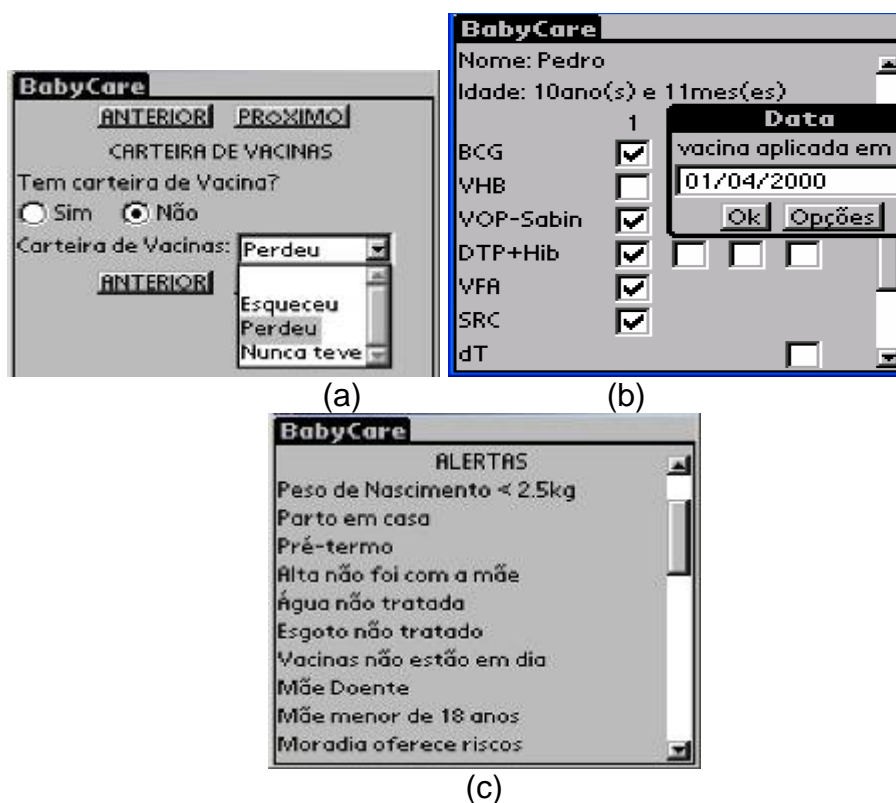 BabyCare
ANTERIOR PROXIMO
CARTEIRA DE VACINAS
Tem carteira de Vacina?
Sim Não
Carteira de Vacinas: Perdeu
ANTERIOR
Esqueceu
Perdeu
Nunca teve
(a)
BabyCare
Nome: Pedro
Idade: 10ano(s) e 11mes(es)
1
Data
BCG
vacina aplicada em
VHB
01/04/2000
VOP-Sabin
Ok Opções
DTP+Hib
VFA
SRC
dT
(b)
BabyCare
ALERTAS
Peso de Nascimento < 2.5kg
Parto em casa
Pré-termo
Alta não foi com a mãe
Água não tratada
Esgoto não tratado
Vacinas não estão em dia
Mãe Doente
Mãe menor de 18 anos
Moradia oferece riscos
(c)